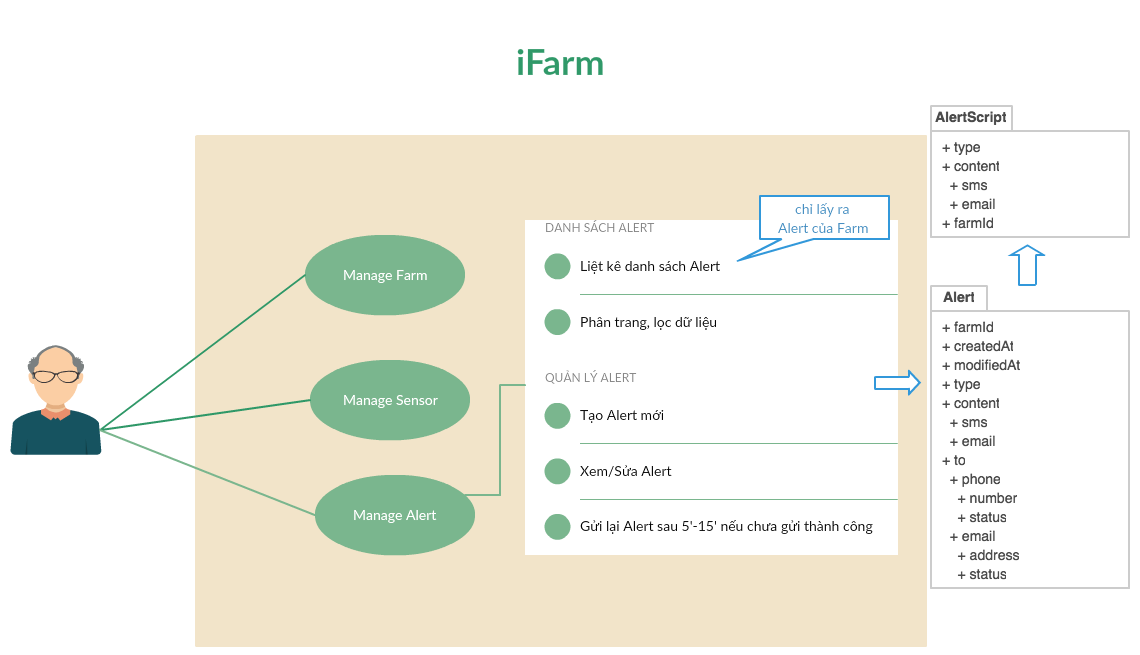 iFarm
Manage Farm
Manage Sensor
Manage Alert
DANH SÁCH ALERT
chỉ lấy ra
Alert của Farm
Liệt kê danh sách Alert
Phân trang, lọc dữ liệu
QUẢN LÝ ALERT
Tạo Alert mới
Xem/Sửa Alert
Gửi lại Alert sau 5'-15' nếu chưa gửi thành công
AlertScript
+ type
+ content
+ sms
+ email
+ farmId
Alert
+ farmId
+ createdAt
+ modifiedAt
+ type
+ content
+ sms
+ email
+ to
+ phone
+ number
+ status
+ email
+ address
+ status